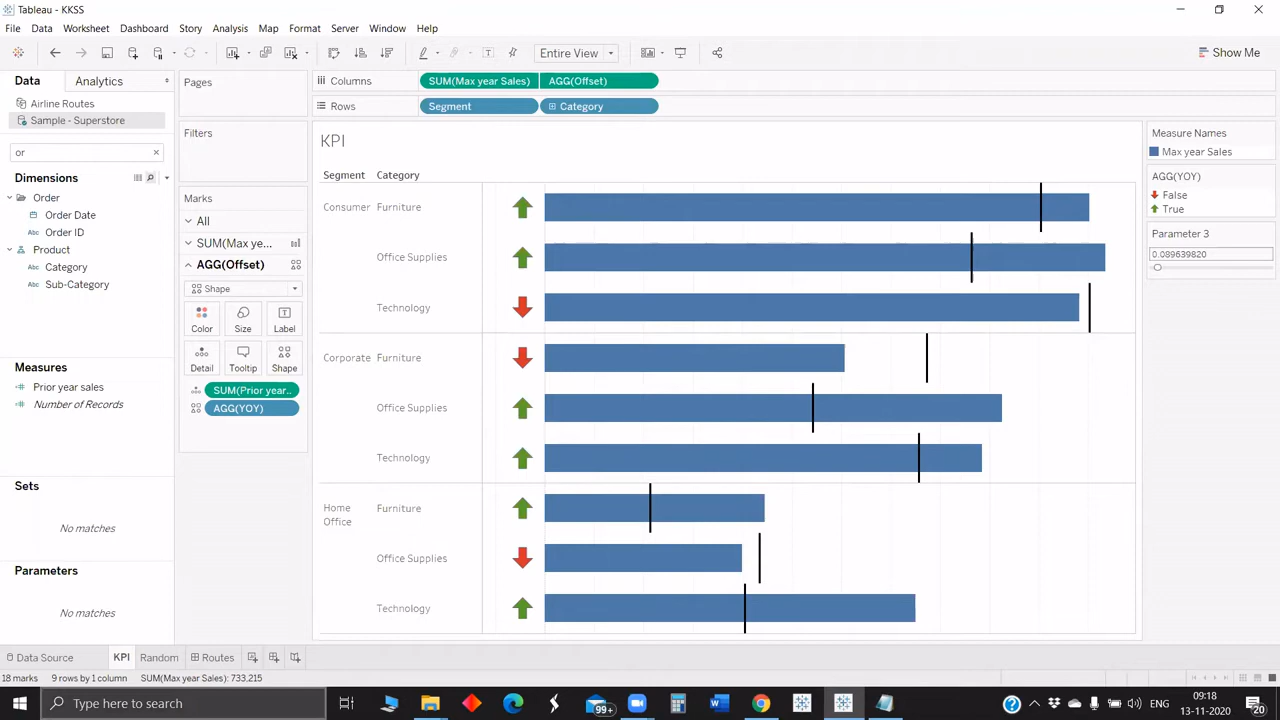 Tableau - KKSS
File Data Worksheet Dashboard Story Analysis Map Format Server Window Help
Entire View
Show Me
Data Analytics
Airline Routes
Sample - Superstore
or
Dimensions
Order
Order Date
Abc Order ID
Product
Abc Category
Abc Sub-Category
Measures
Prior year sales
Number of Records
Sets
No matches
Parameters
No matches
Pages
Filters
Marks
All
SUM(Max ye...
AGG(Offset)
Shape
Color Size Label
Detail Tooltip Shape
SUM(Prior year..
AGG(YOY)
Columns SUM(Max year Sales) AGG(Offset)
Rows Segment Category
KPI
Segment Category
Consumer Furniture
Office Supplies
Technology
Corporate Furniture
Office Supplies
Technology
Home Office Furniture
Office Supplies
Technology
Measure Names
Max year Sales
AGG(YOY)
False
True
Parameter 3
0.089639820
Data Source KPI Random Routes
18 marks 9 rows by 1 column SUM(Max year Sales): 733,215
Type here to search
99+
ENG
09:18
13-11-2020
20